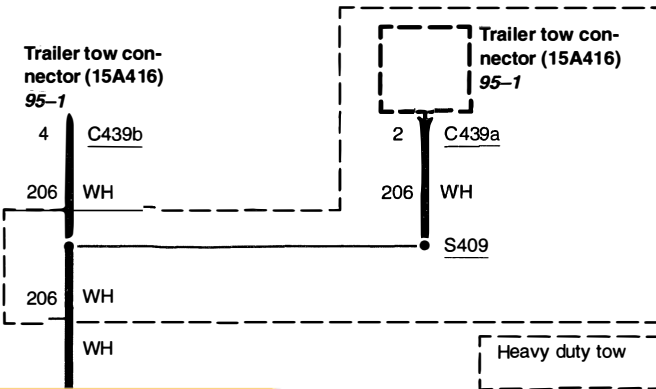 Trailer tow con-
nector (15A416)
95–1
4 C439b
206 WH
206 WH
WH
Trailer tow con-
nector (15A416)
95–1
2 C439a
206 WH
S409
Heavy duty tow